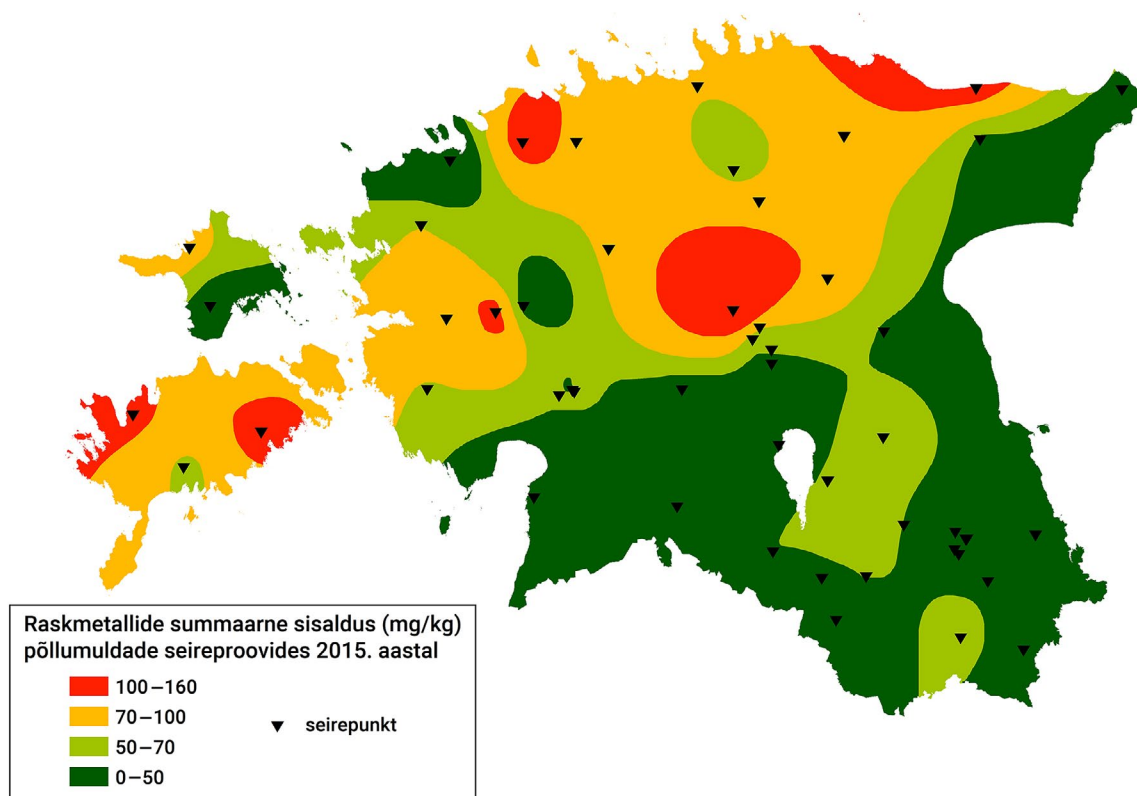 Raskmetallide summaarne sisaldus (mg/kg)
põllumuldade seireproovides 2015. aastal
100–160
70–100
50–70
0–50
seirepunkt